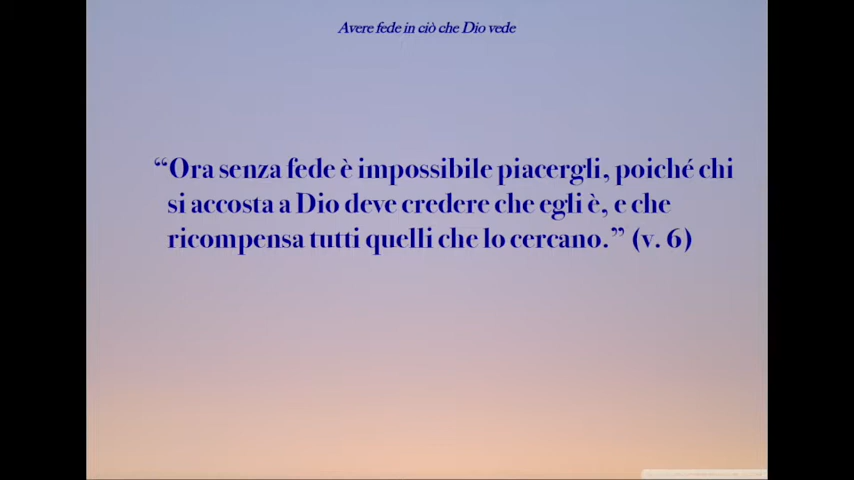 Avere fede in ciò che Dio vede
“Ora senza fede è impossibile piacergli, poiché chi
si accosta a Dio deve credere che egli è, e che
ricompensa tutti quelli che lo cercano.” (v. 6)